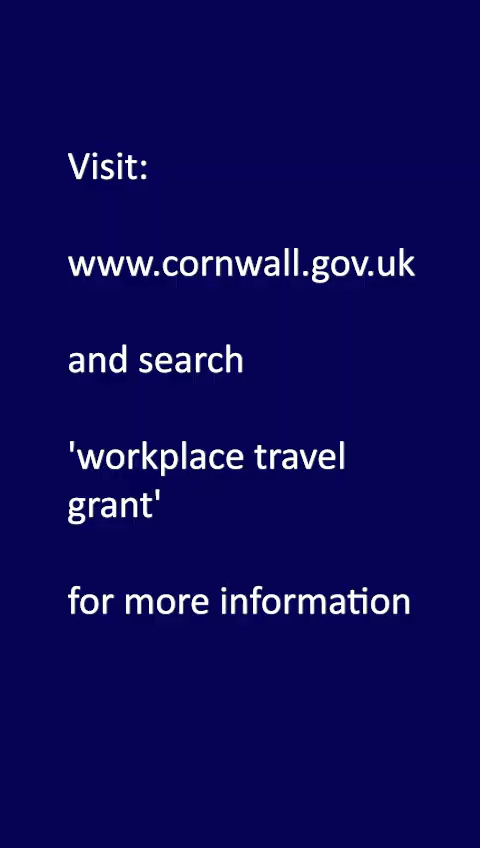 Visit:
www.cornwall.gov.uk
and search
'workplace travel
grant'
for more information